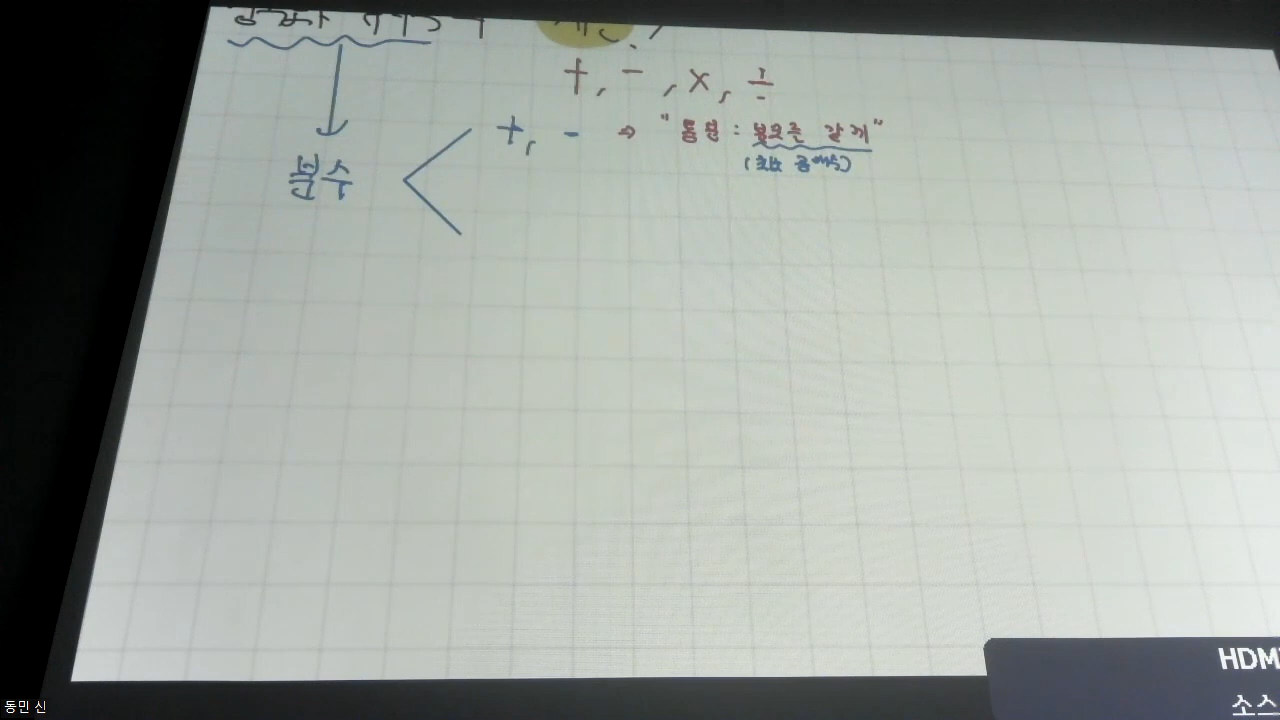 +, -, x, ÷
+, - ⇒ "통분 : 분모를 같게"
(최소 공배수)
분수
HDM
소스
동민 신